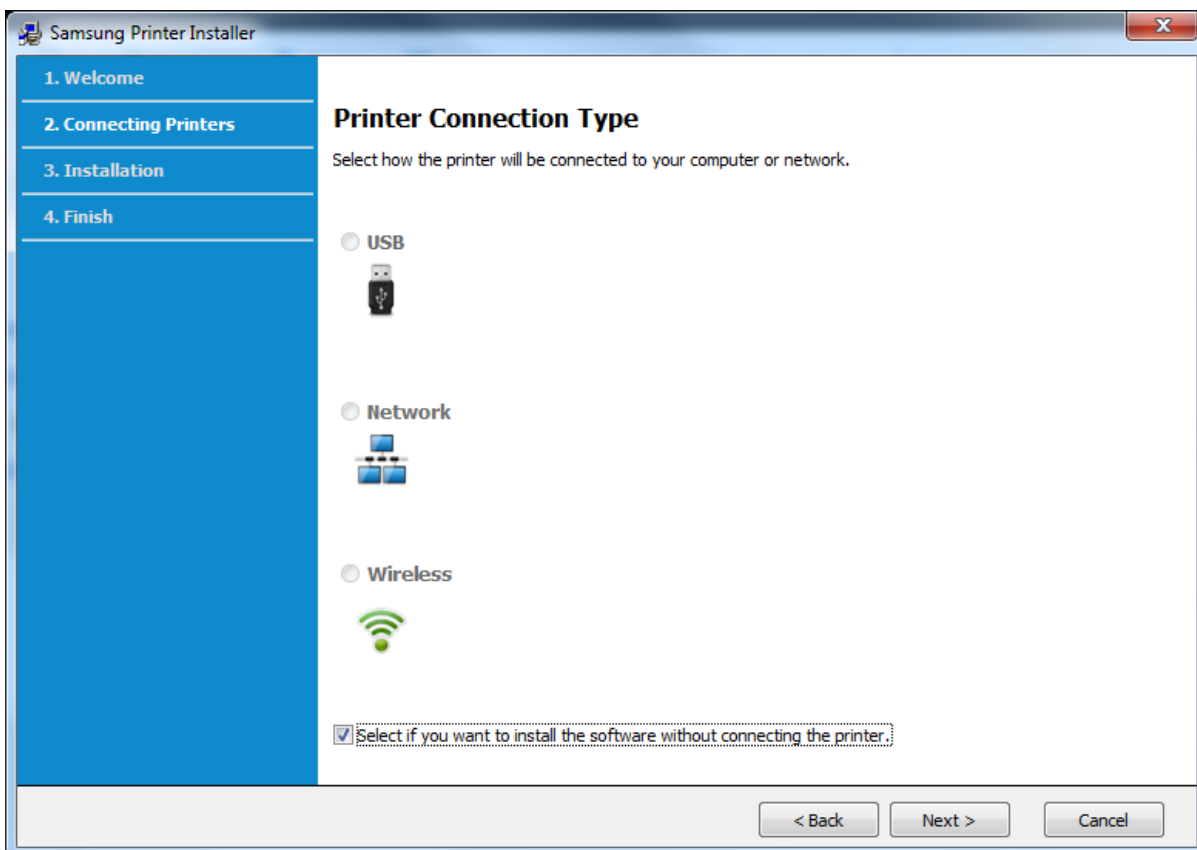 Samsung Printer Installer
1. Welcome
2. Connecting Printers
3. Installation
4. Finish
Printer Connection Type
Select how the printer will be connected to your computer or network.
USB
Network
Wireless
Select if you want to install the software without connecting the printer.
< Back
Next >
Cancel